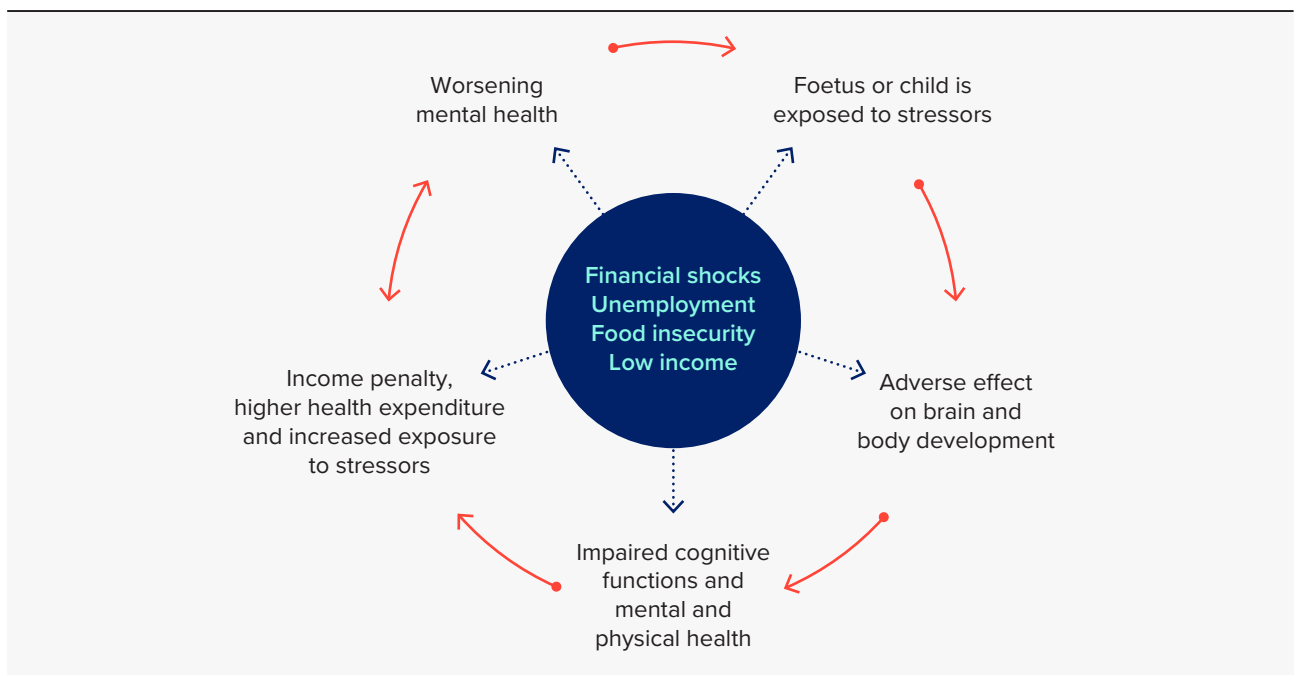 Worsening
mental health
Foetus or child is
exposed to stressors
Financial shocks
Unemployment
Food insecurity
Low income
Income penalty,
higher health expenditure
and increased exposure
to stressors
Adverse effect
on brain and
body development
Impaired cognitive
functions and
mental and
physical health